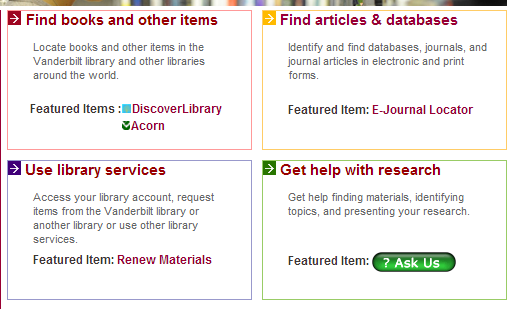 Find books and other items
Locate books and other items in the
Vanderbilt library and other libraries
around the world.
Featured Items : DiscoverLibrary
Acorn
Find articles & databases
Identify and find databases, journals, and
journal articles in electronic and print
forms.
Featured Item: E-Journal Locator
Use library services
Access your library account, request
items from the Vanderbilt library or
another library or use other library
services.
Featured Item: Renew Materials
Get help with research
Get help finding materials, identifying
topics, and presenting your research.
Featured Item: ? Ask Us